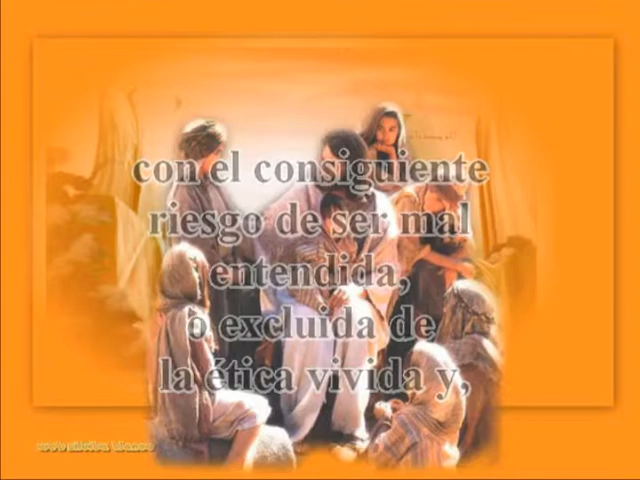 con el consiguiente
riesgo de ser mal
entendida,
o excluida de
la ética vivida y,